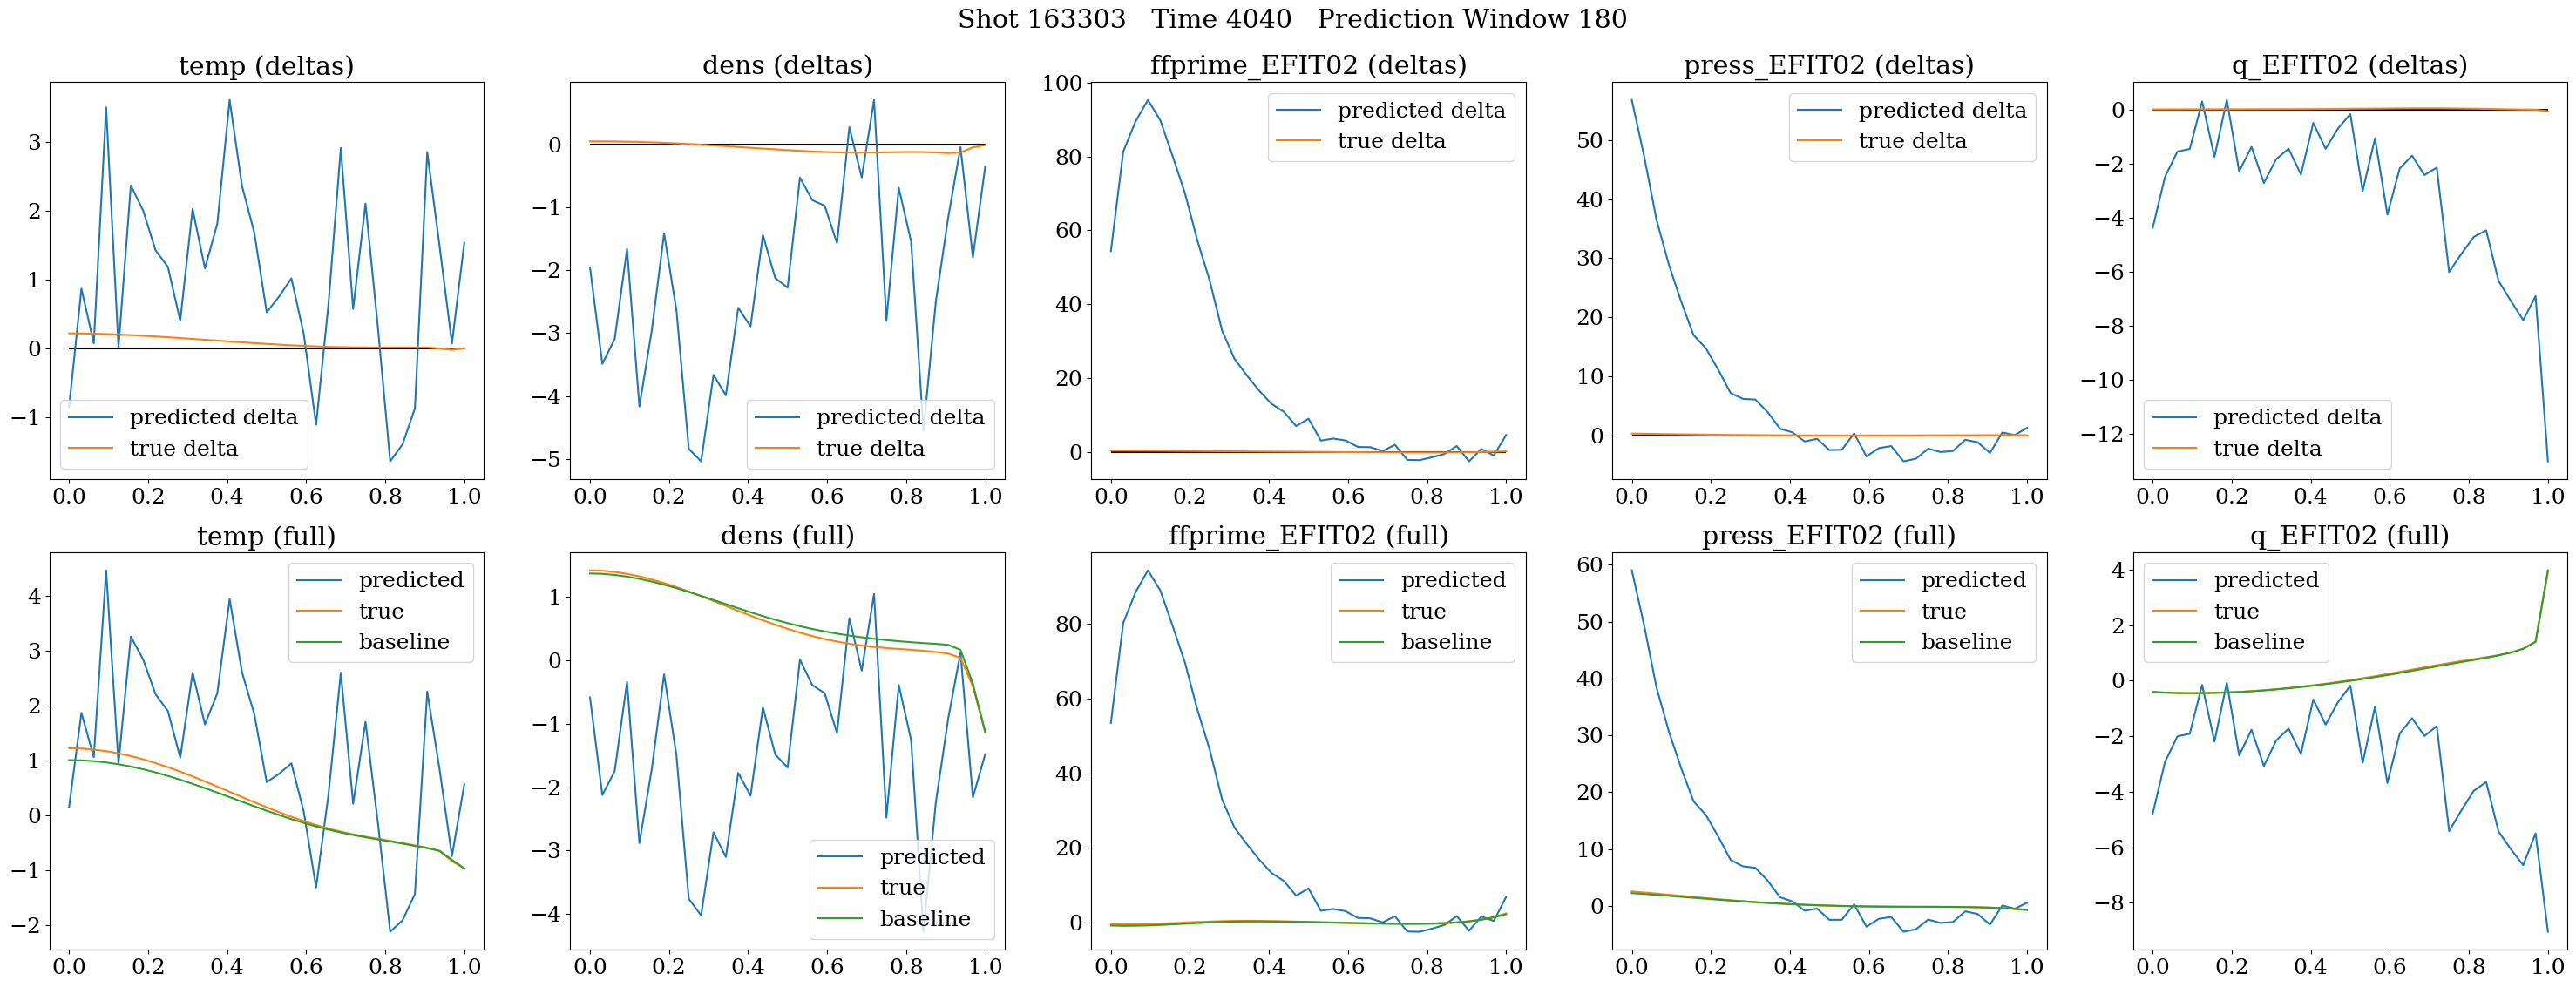 Shot 163303   Time 4040   Prediction Window 180
temp (deltas)
3
2
1
0
−1
0.0 0.2 0.4 0.6 0.8 1.0
predicted delta
true delta
dens (deltas)
0
−1
−2
−3
−4
−5
0.0 0.2 0.4 0.6 0.8 1.0
predicted delta
true delta
ffprime_EFIT02 (deltas)
100
80
60
40
20
0
0.0 0.2 0.4 0.6 0.8 1.0
predicted delta
true delta
press_EFIT02 (deltas)
50
40
30
20
10
0
0.0 0.2 0.4 0.6 0.8 1.0
predicted delta
true delta
q_EFIT02 (deltas)
0
−2
−4
−6
−8
−10
−12
0.0 0.2 0.4 0.6 0.8 1.0
predicted delta
true delta
temp (full)
4
3
2
1
0
−1
−2
0.0 0.2 0.4 0.6 0.8 1.0
predicted
true
baseline
dens (full)
1
0
−1
−2
−3
−4
0.0 0.2 0.4 0.6 0.8 1.0
predicted
true
baseline
ffprime_EFIT02 (full)
80
60
40
20
0
0.0 0.2 0.4 0.6 0.8 1.0
predicted
true
baseline
press_EFIT02 (full)
60
50
40
30
20
10
0
0.0 0.2 0.4 0.6 0.8 1.0
predicted
true
baseline
q_EFIT02 (full)
4
2
0
−2
−4
−6
−8
0.0 0.2 0.4 0.6 0.8 1.0
predicted
true
baseline